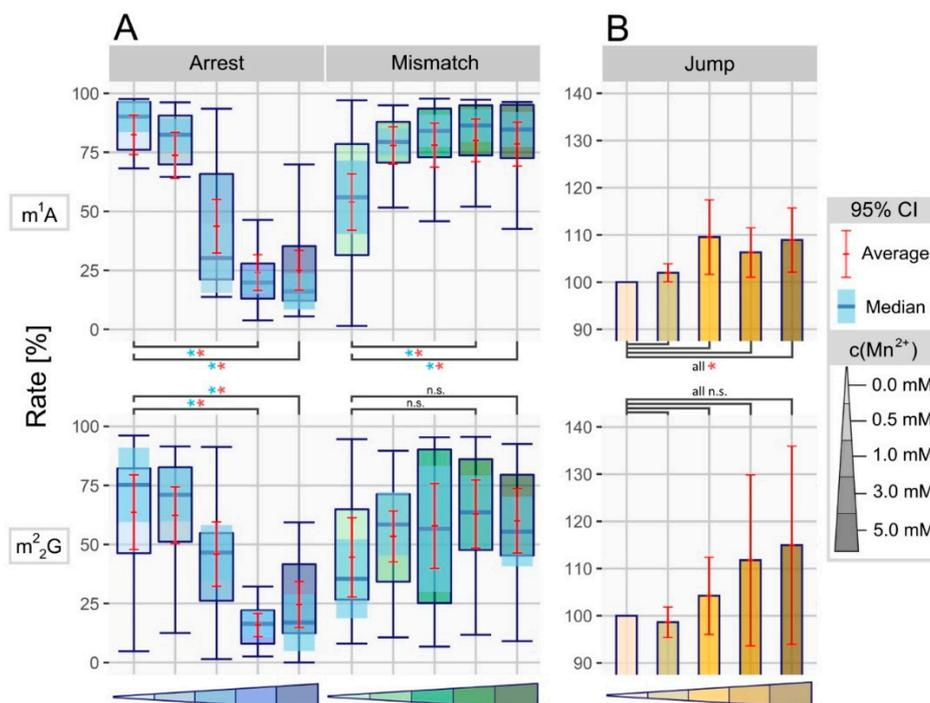 A
B
Arrest
Mismatch
Jump
100
75
50
25
0
140
130
120
110
100
90
m¹A
Rate [%]
95% CI
Average
Median
c(Mn²⁺)
0.0 mM
0.5 mM
1.0 mM
3.0 mM
5.0 mM
**
**
**
**
all *
**
**
n.s.
n.s.
all n.s.
100
75
50
25
0
140
130
120
110
100
90
m²₂G